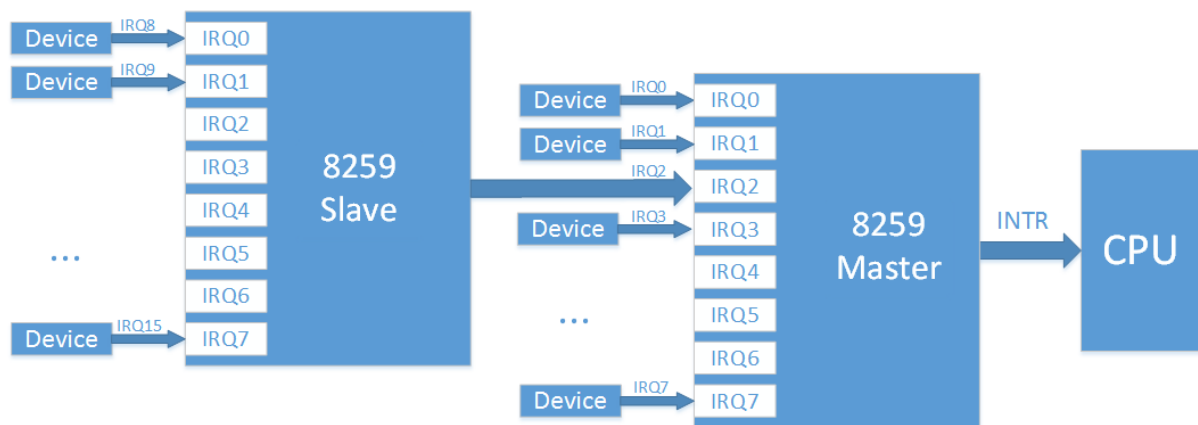 Device
IRQ8
IRQ0
Device
IRQ9
IRQ1
IRQ2
IRQ3
IRQ4
IRQ5
IRQ6
...
Device
IRQ15
IRQ7
8259
Slave
Device
IRQ0
IRQ0
Device
IRQ1
IRQ1
IRQ2
IRQ2
Device
IRQ3
IRQ3
IRQ4
IRQ5
IRQ6
...
Device
IRQ7
IRQ7
8259
Master
INTR
CPU